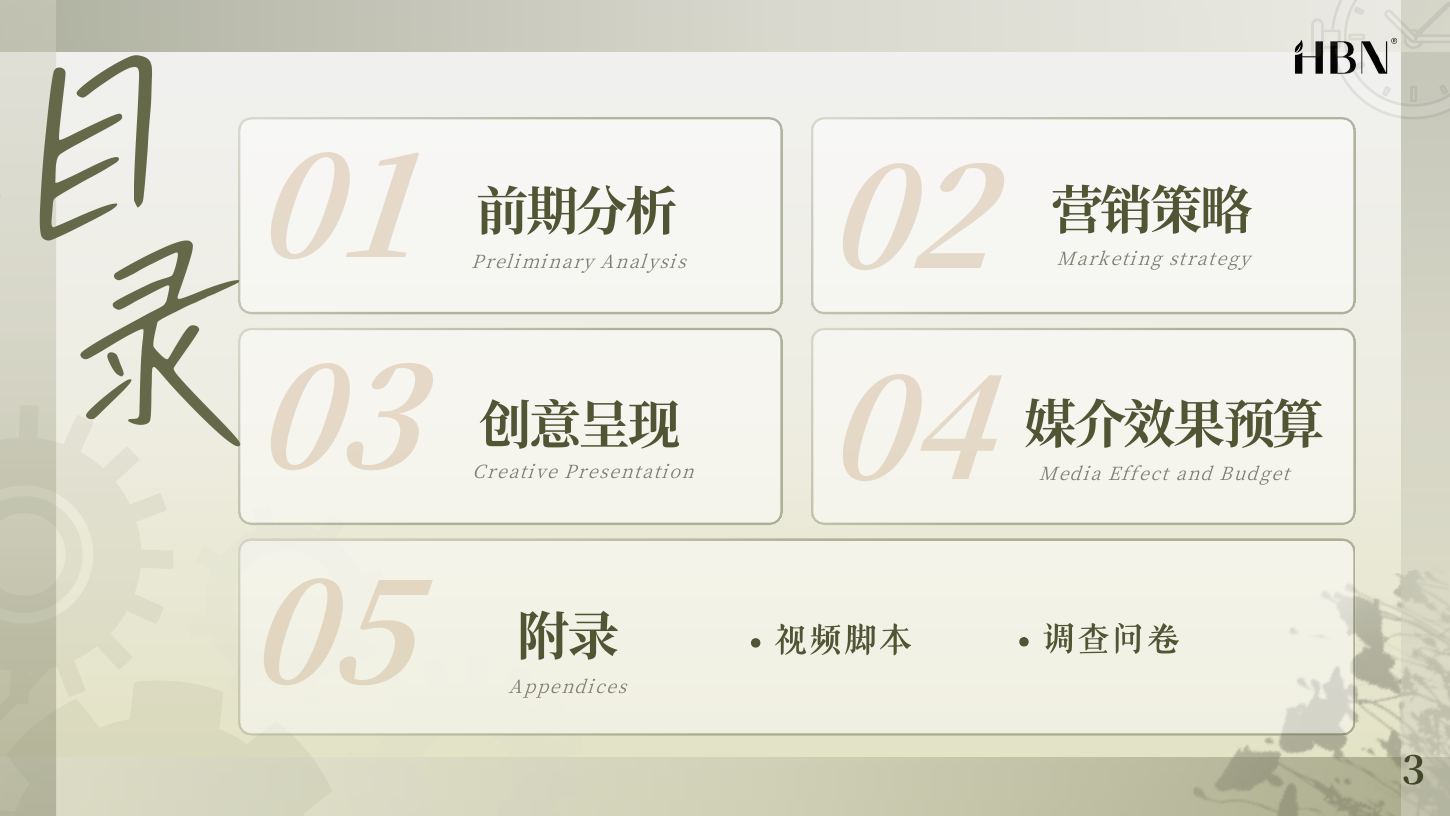 目录
HBN®
01
前期分析
Preliminary Analysis
02
营销策略
Marketing strategy
03
创意呈现
Creative Presentation
04
媒介效果预算
Media Effect and Budget
05
附录
Appendices
• 视频脚本
• 调查问卷
3